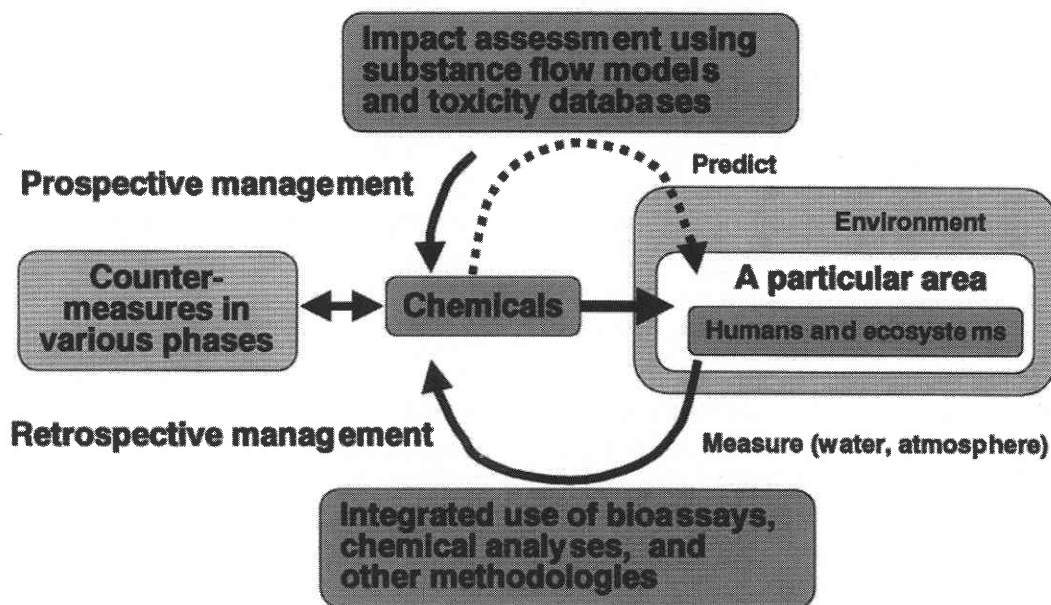 Impact assessment using
substance flow models
and toxicity databases
Predict
Prospective management
Environment
Counter-
measures in
various phases
Chemicals
A particular area
Humans and ecosystems
Retrospective management
Measure (water, atmosphere)
Integrated use of bioassays,
chemical analyses, and
other methodologies